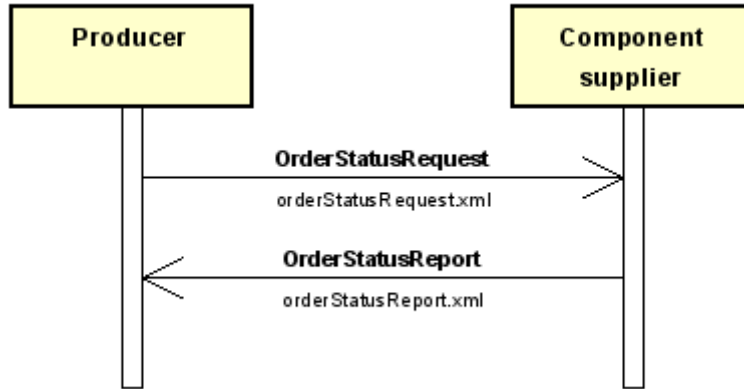 Producer
Component
supplier
OrderStatusRequest
orderStatusRequest.xml
OrderStatusReport
orderStatusReport.xml